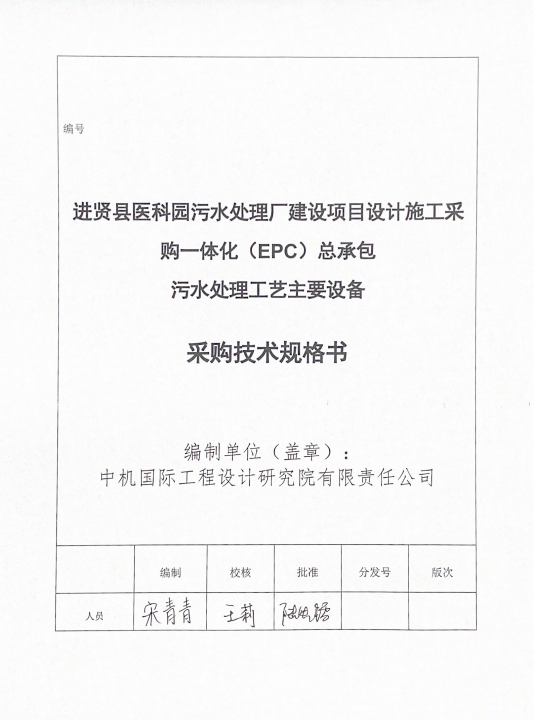 编号
进贤县医科园污水处理厂建设项目设计施工采
购一体化（EPC）总承包
污水处理工艺主要设备
采购技术规格书
编制单位（盖章）：
中机国际工程设计研究院有限责任公司
编制 校核 批准 分发号 版次
人员 宋青青 王莉